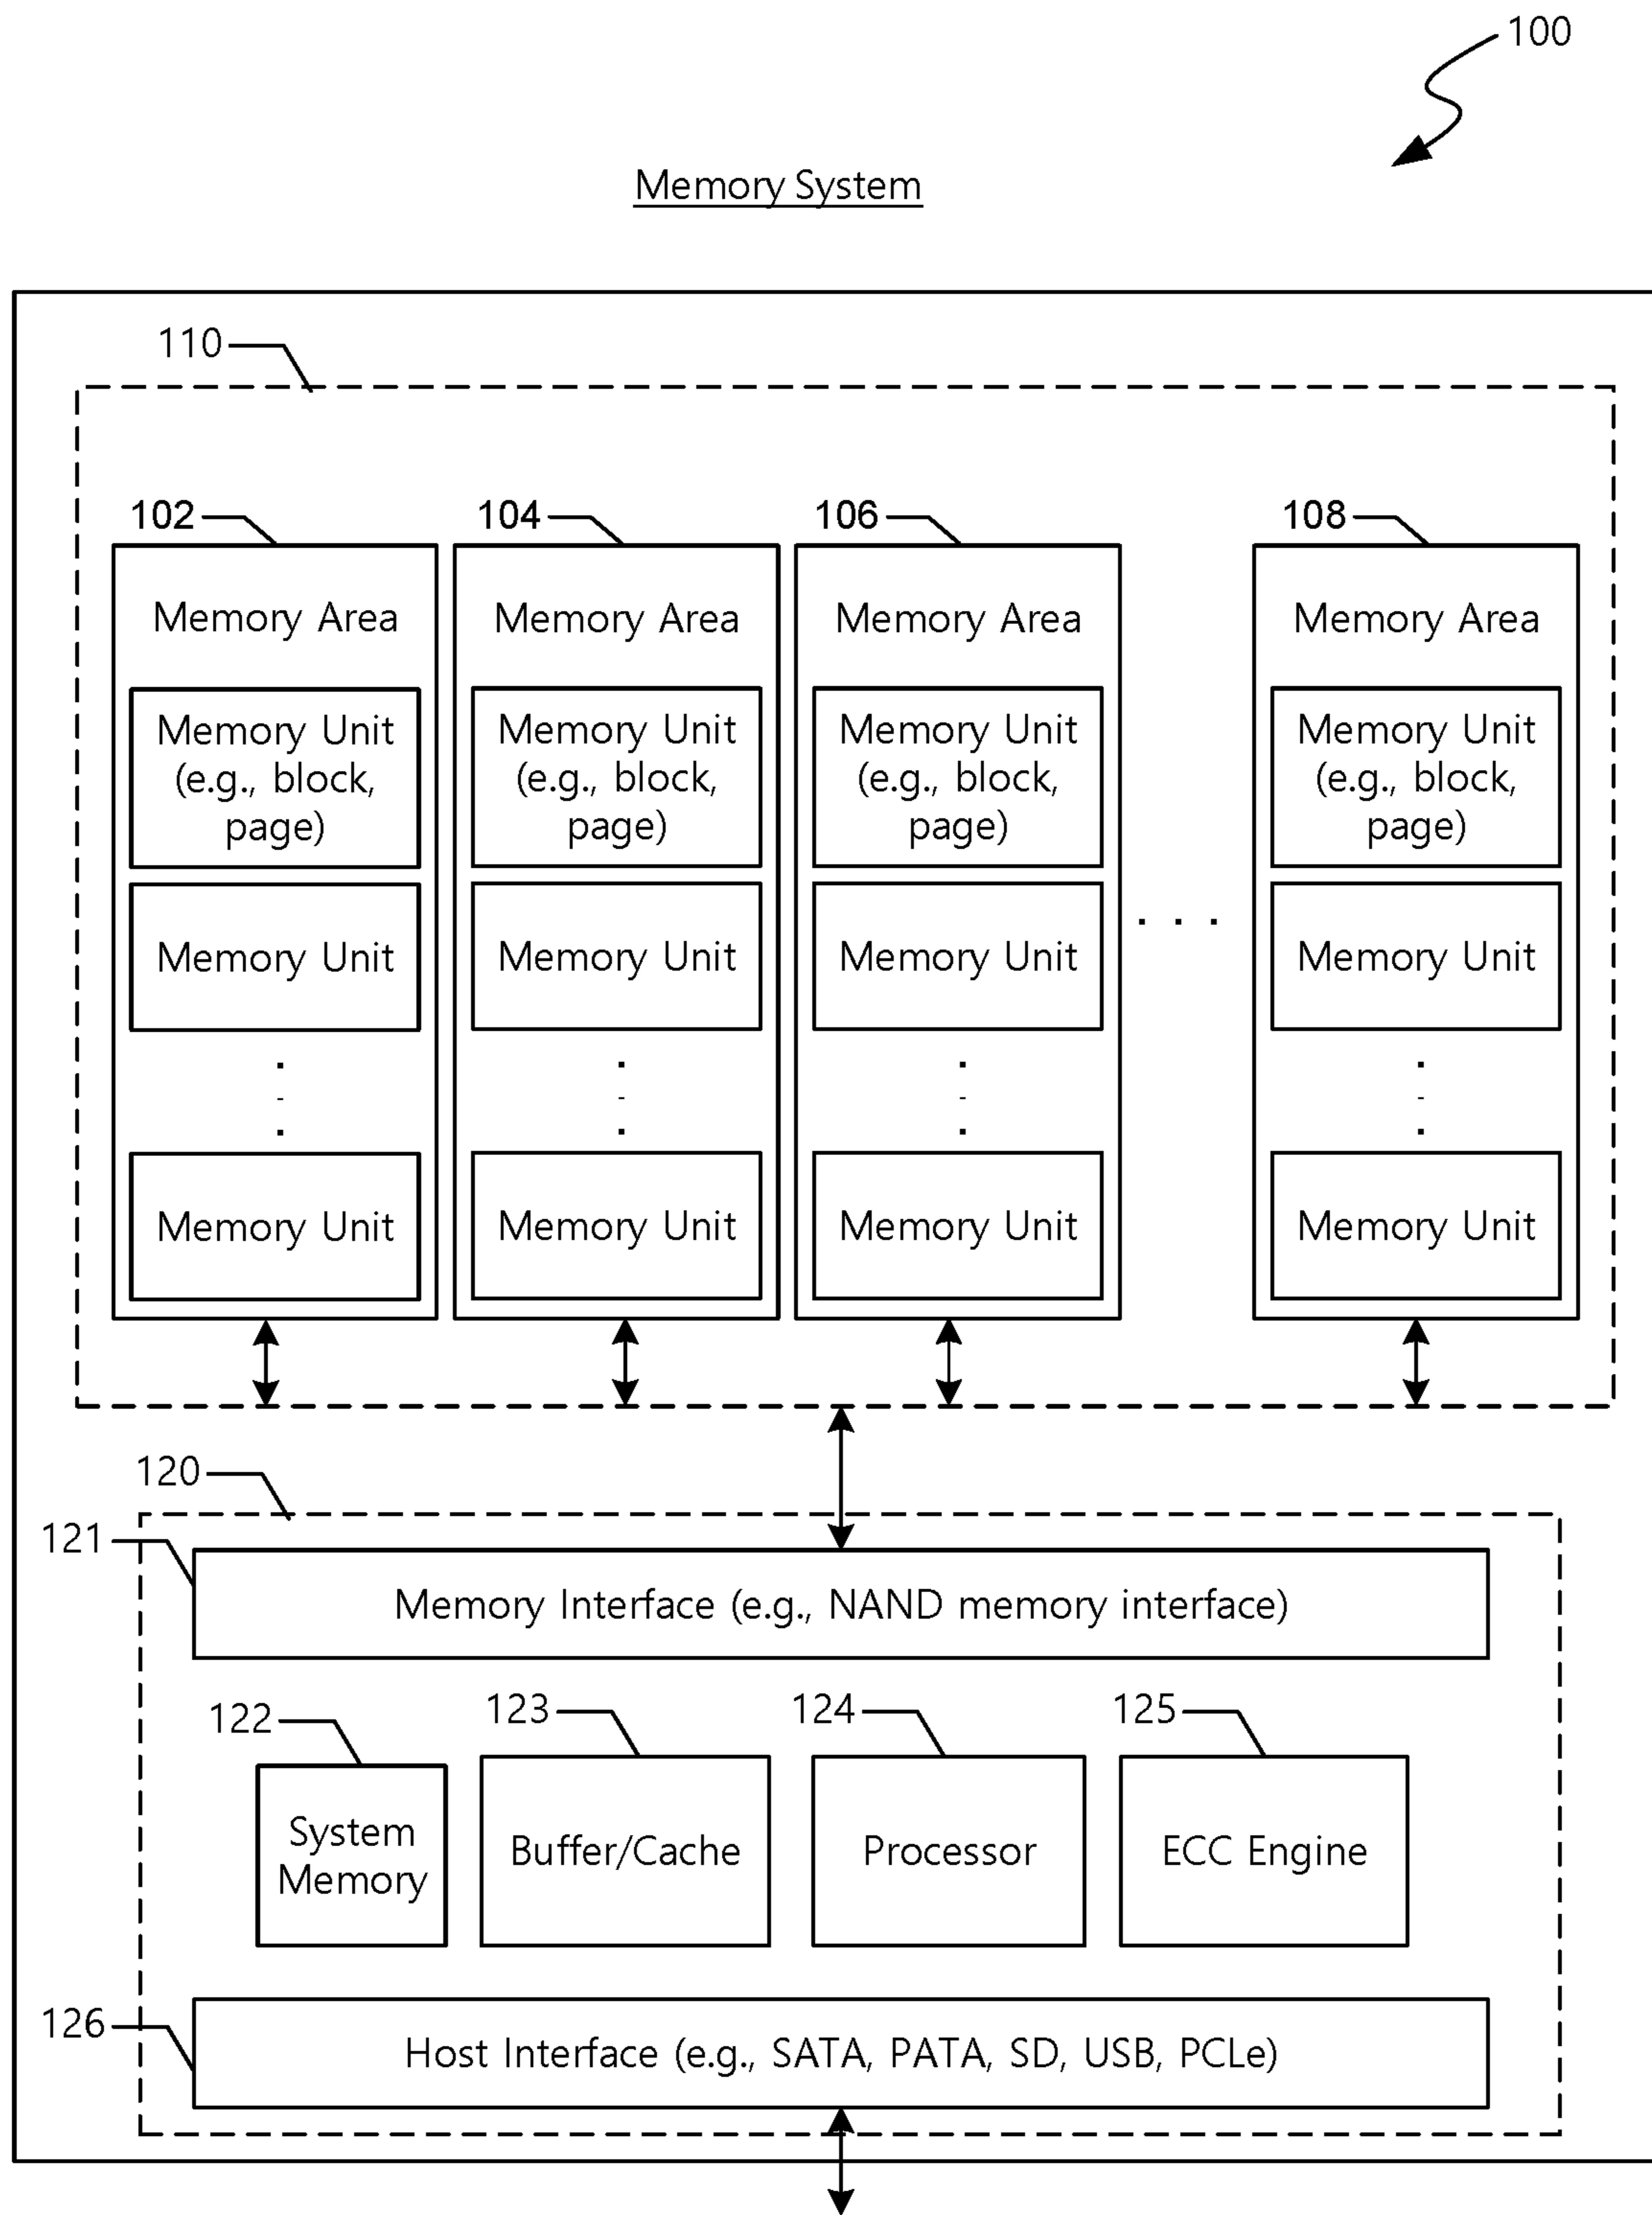 100
Memory System
110
102
104
106
108
Memory Area
Memory Area
Memory Area
Memory Area
Memory Unit
(e.g., block,
page)
Memory Unit
(e.g., block,
page)
Memory Unit
(e.g., block,
page)
Memory Unit
(e.g., block,
page)
Memory Unit
Memory Unit
Memory Unit
. . .
Memory Unit
Memory Unit
Memory Unit
Memory Unit
Memory Unit
120
121
Memory Interface (e.g., NAND memory interface)
122
123
124
125
System
Memory
Buffer/Cache
Processor
ECC Engine
126
Host Interface (e.g., SATA, PATA, SD, USB, PCLe)